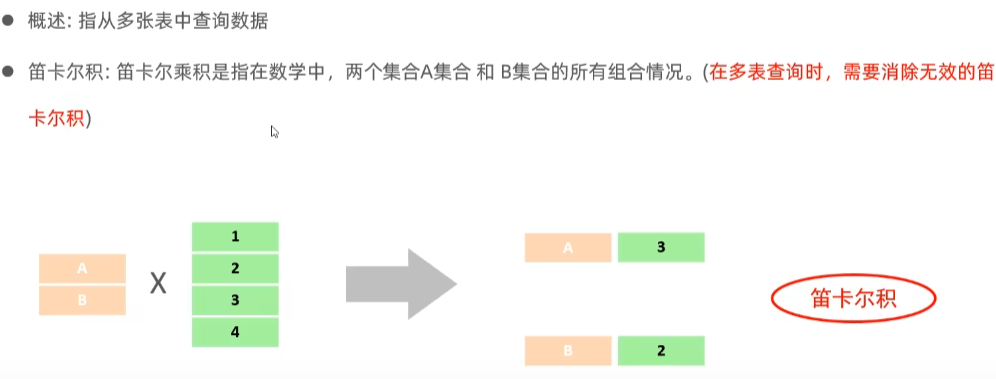 概述: 指从多张表中查询数据
笛卡尔积: 笛卡尔乘积是指在数学中，两个集合A集合 和 B集合的所有组合情况。(在多表查询时，需要消除无效的笛
卡尔积)
A
B
X
1
2
3
4
A 3
B 2
笛卡尔积